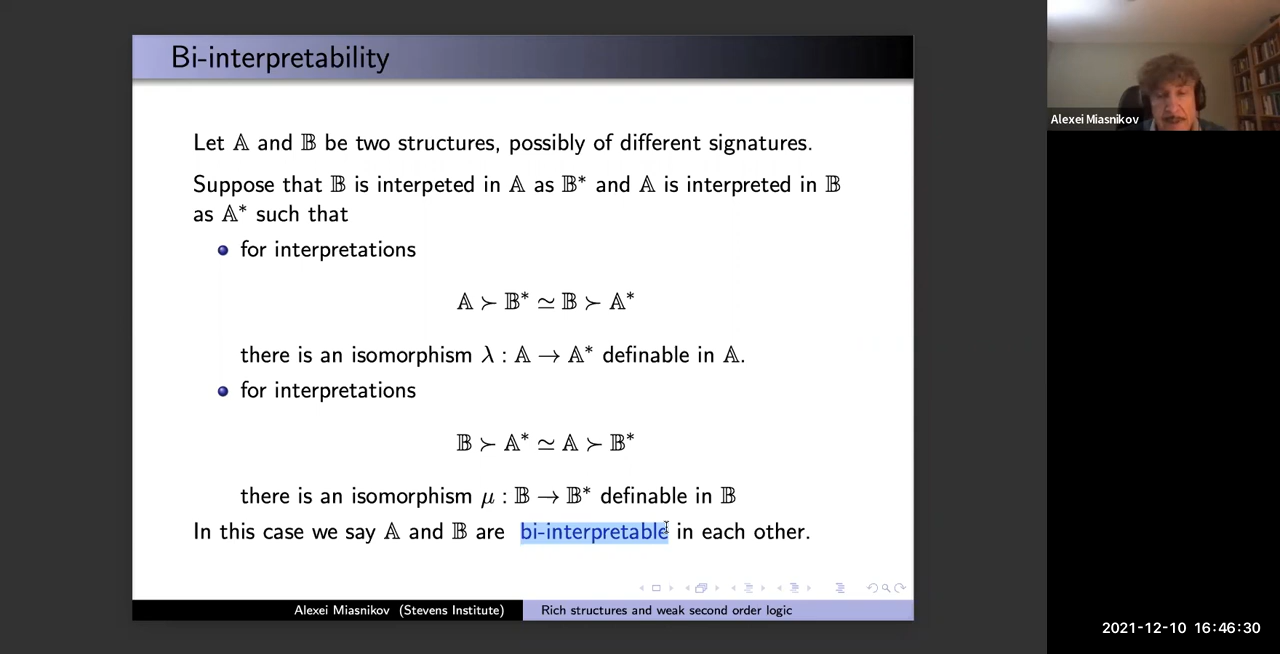 Bi-interpretability
Let 𝔸 and 𝔹 be two structures, possibly of different signatures.
Suppose that 𝔹 is interpeted in 𝔸 as 𝔹* and 𝔸 is interpreted in 𝔹
as 𝔸* such that
for interpretations
𝔸 ≻ 𝔹* ≃ 𝔹 ≻ 𝔸*
there is an isomorphism λ : 𝔸 → 𝔸* definable in 𝔸.
for interpretations
𝔹 ≻ 𝔸* ≃ 𝔸 ≻ 𝔹*
there is an isomorphism μ : 𝔹 → 𝔹* definable in 𝔹
In this case we say 𝔸 and 𝔹 are bi-interpretable in each other.
Alexei Miasnikov (Stevens Institute)
Rich structures and weak second order logic
Alexei Miasnikov
2021-12-10 16:46:30